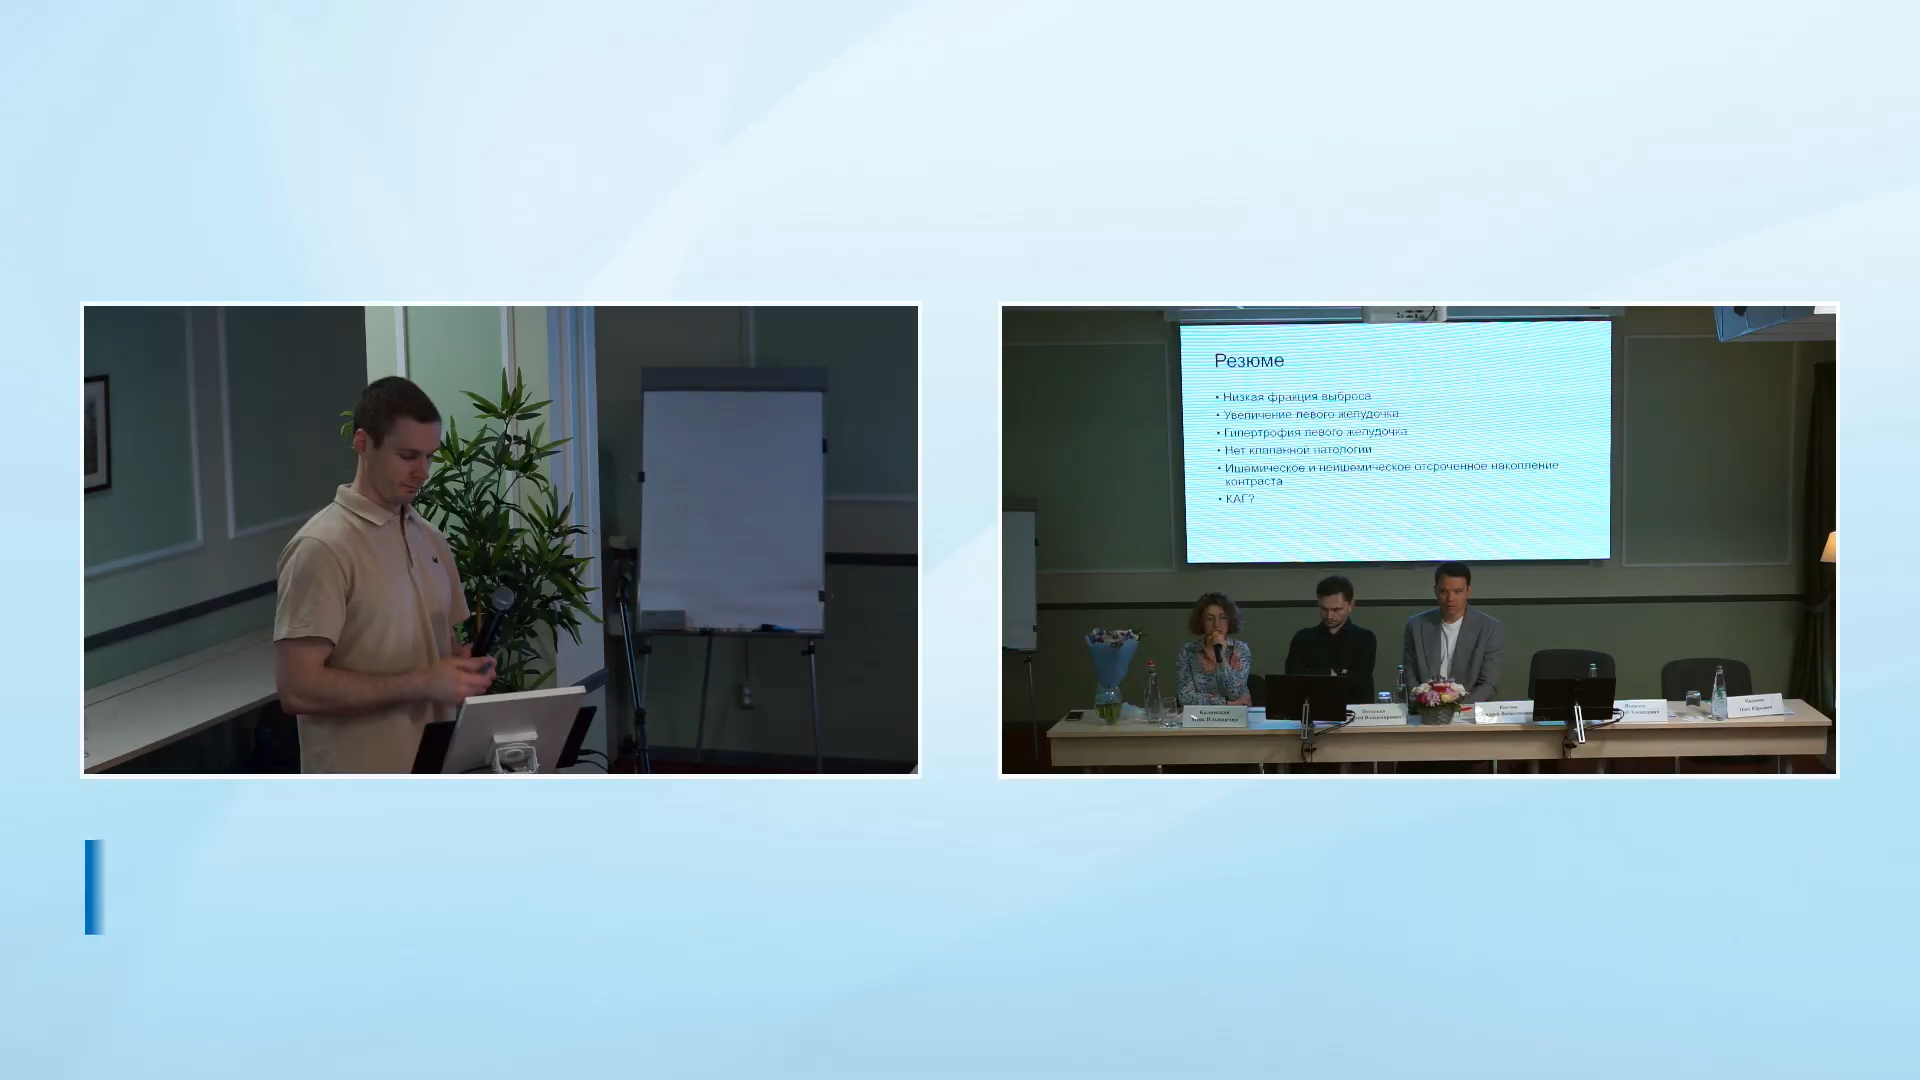 Резюме
• Низкая фракция выброса
• Увеличение левого желудочка
• Гипертрофия левого желудочка
• Нет клапанной патологии
• Ишемическое и неишемическое отсроченное накопление
контраста
• КАГ?